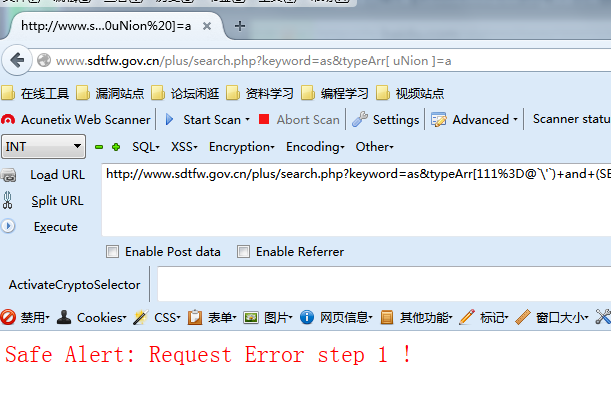 http://www.s...0uNion%20]=a
www.sdtfw.gov.cn/plus/search.php?keyword=as&typeArr[ uNion ]=a
在线工具 漏洞站点 论坛闲逛 资料学习 编程学习 视频站点
Acunetix Web Scanner Start Scan Abort Scan Settings Advanced Scanner statu
INT SQL XSS Encryption Encoding Other
Load URL http://www.sdtfw.gov.cn/plus/search.php?keyword=as&typeArr[111%3D@`\'`)+and+(SE
Split URL
Execute
Enable Post data Enable Referrer
ActivateCryptoSelector
禁用 Cookies CSS 表单 图片 网页信息 其他功能 标记 窗口大小
Safe Alert: Request Error step 1 !